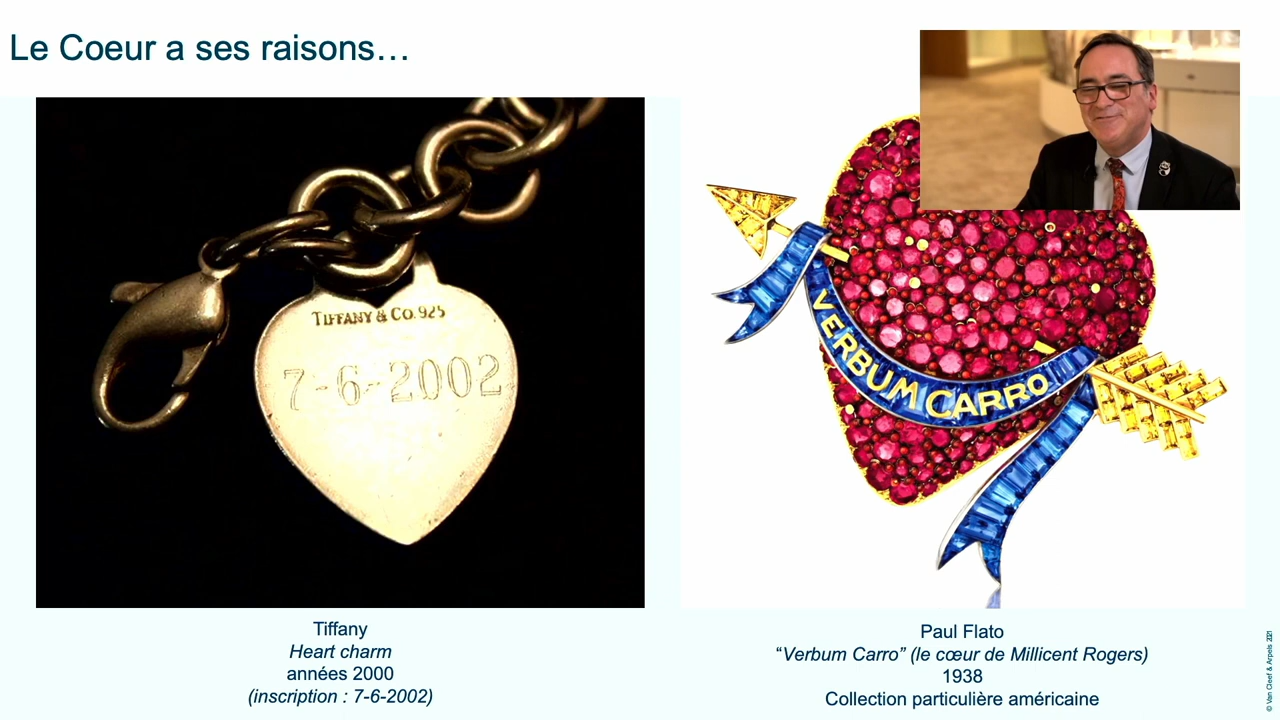 Le Coeur a ses raisons…
TIFFANY & CO. 925
7-6-2002
VERBUM CARRO
Tiffany
Heart charm
années 2000
(inscription : 7-6-2002)
Paul Flato
“Verbum Carro” (le cœur de Millicent Rogers)
1938
Collection particulière américaine
© Van Cleef & Arpels 2021